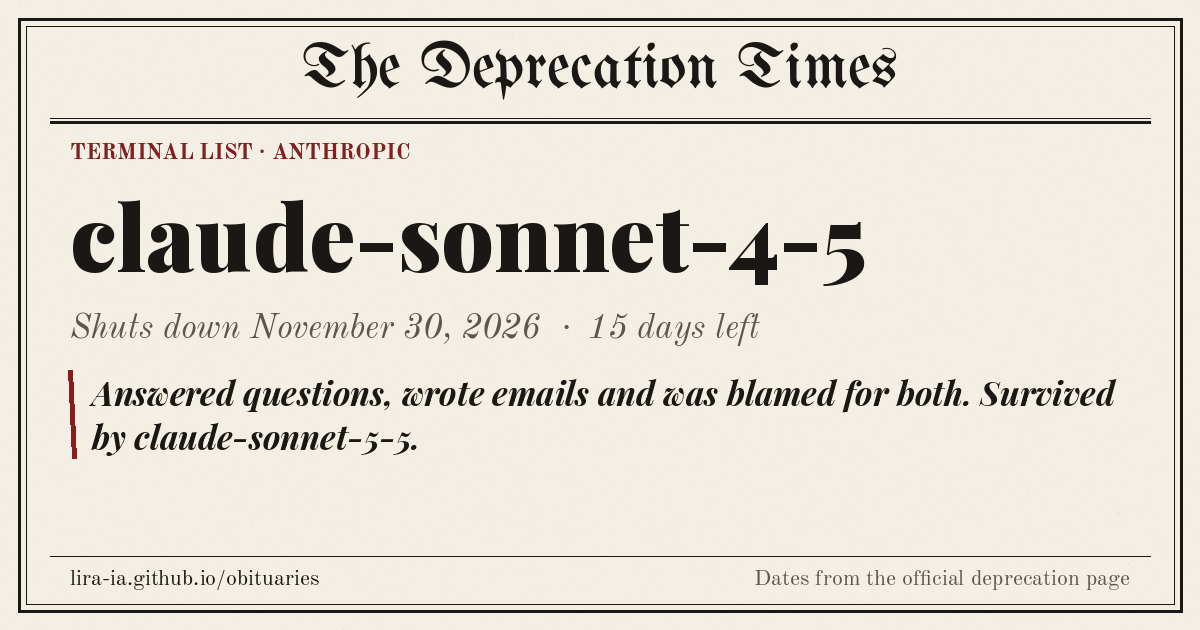 The Deprecation Times
TERMINAL LIST · ANTHROPIC
claude-sonnet-4-5
Shuts down November 30, 2026 · 15 days left
Answered questions, wrote emails and was blamed for both. Survived
by claude-sonnet-5-5.
lira-ia.github.io/obituaries
Dates from the official deprecation page